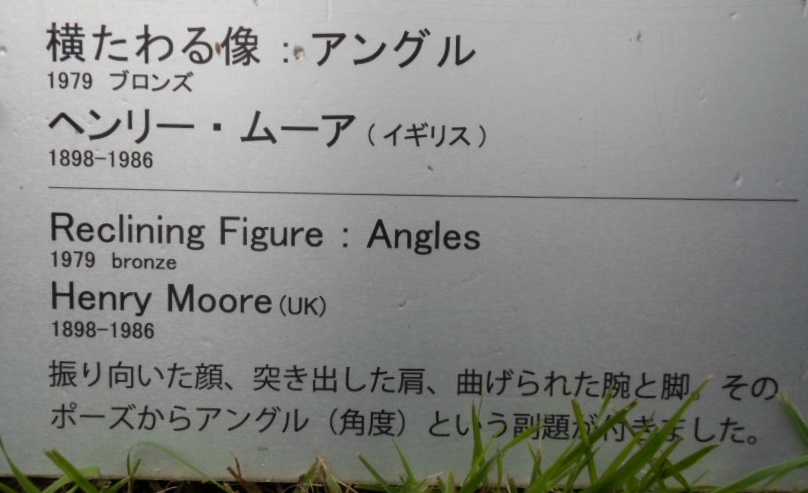 横たわる像：アングル
1979 ブロンズ
ヘンリー・ムーア（イギリス）
1898-1986
Reclining Figure : Angles
1979 bronze
Henry Moore (UK)
1898-1986
振り向いた顔、突き出した肩、曲げられた腕と脚。その
ポーズからアングル（角度）という副題が付きました。